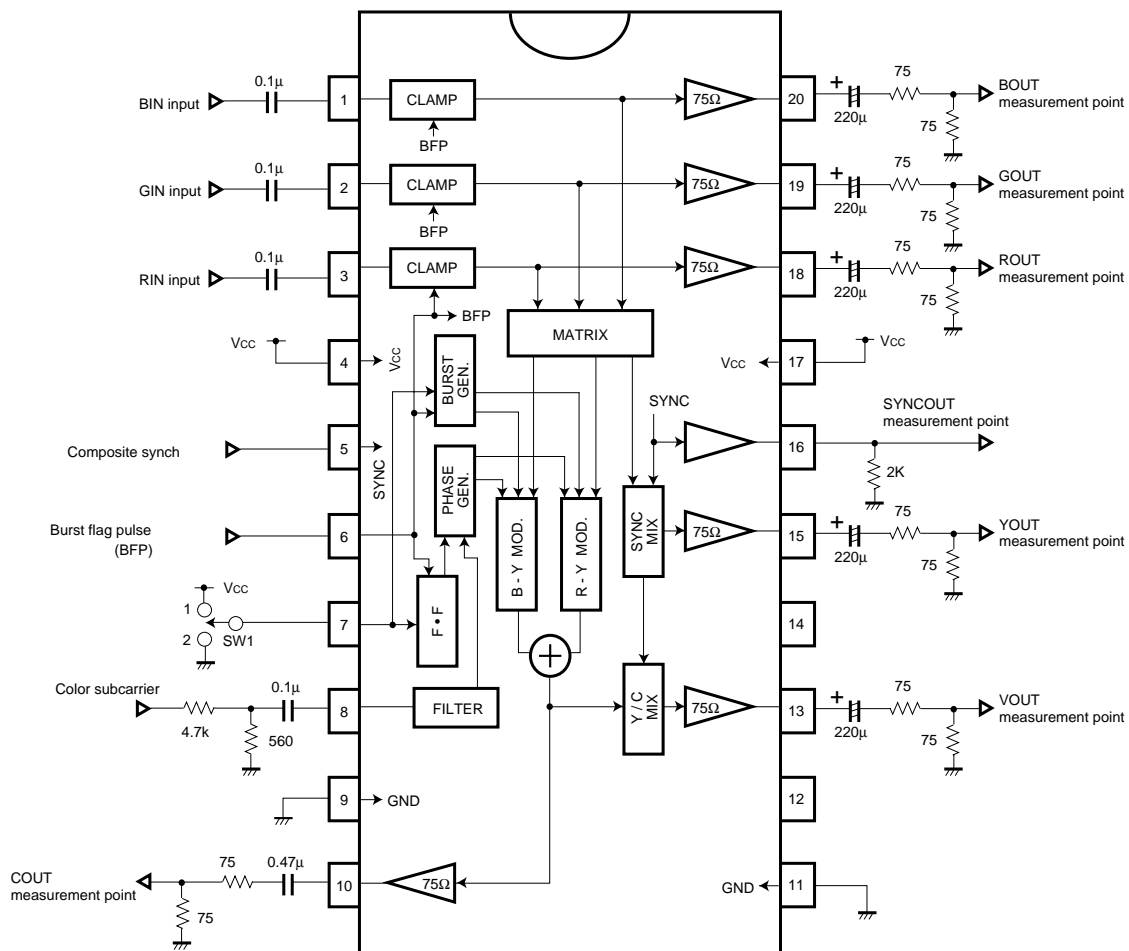 BIN input
0.1µ
1
CLAMP
BFP
75Ω
20
+
220µ
75
75
BOUT
measurement point
GIN input
0.1µ
2
CLAMP
BFP
75Ω
19
+
220µ
75
75
GOUT
measurement point
RIN input
0.1µ
3
CLAMP
BFP
75Ω
18
+
220µ
75
75
ROUT
measurement point
MATRIX
Vcc
4
Vcc
BURST
GEN.
Vcc
17
Vcc
Composite synch
5
SYNC
SYNC
16
SYNCOUT
measurement point
2K
PHASE
GEN.
Burst flag pulse
(BFP)
6
B - Y MOD.
R - Y MOD.
SYNC
MIX
75Ω
15
+
220µ
75
75
YOUT
measurement point
Vcc
1
2
SW1
7
F • F
14
Color subcarrier
4.7k
560
0.1µ
8
FILTER
Y / C
MIX
75Ω
13
+
220µ
75
75
VOUT
measurement point
9
GND
12
COUT
measurement point
75
75
0.47µ
10
75Ω
GND
11